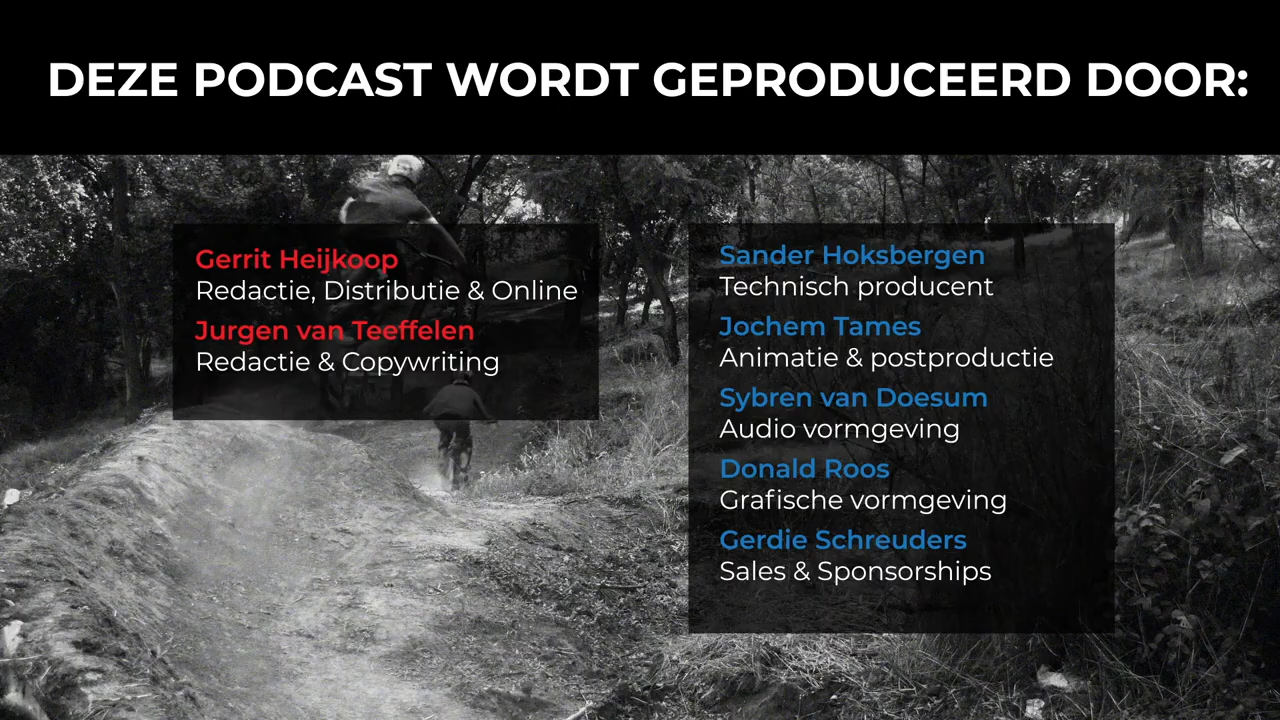 DEZE PODCAST WORDT GEPRODUCEERD DOOR:
Gerrit Heijkoop
Redactie, Distributie & Online
Jurgen van Teeffelen
Redactie & Copywriting
Sander Hoksbergen
Technisch producent
Jochem Tames
Animatie & postproductie
Sybren van Doesum
Audio vormgeving
Donald Roos
Grafische vormgeving
Gerdie Schreuders
Sales & Sponsorships